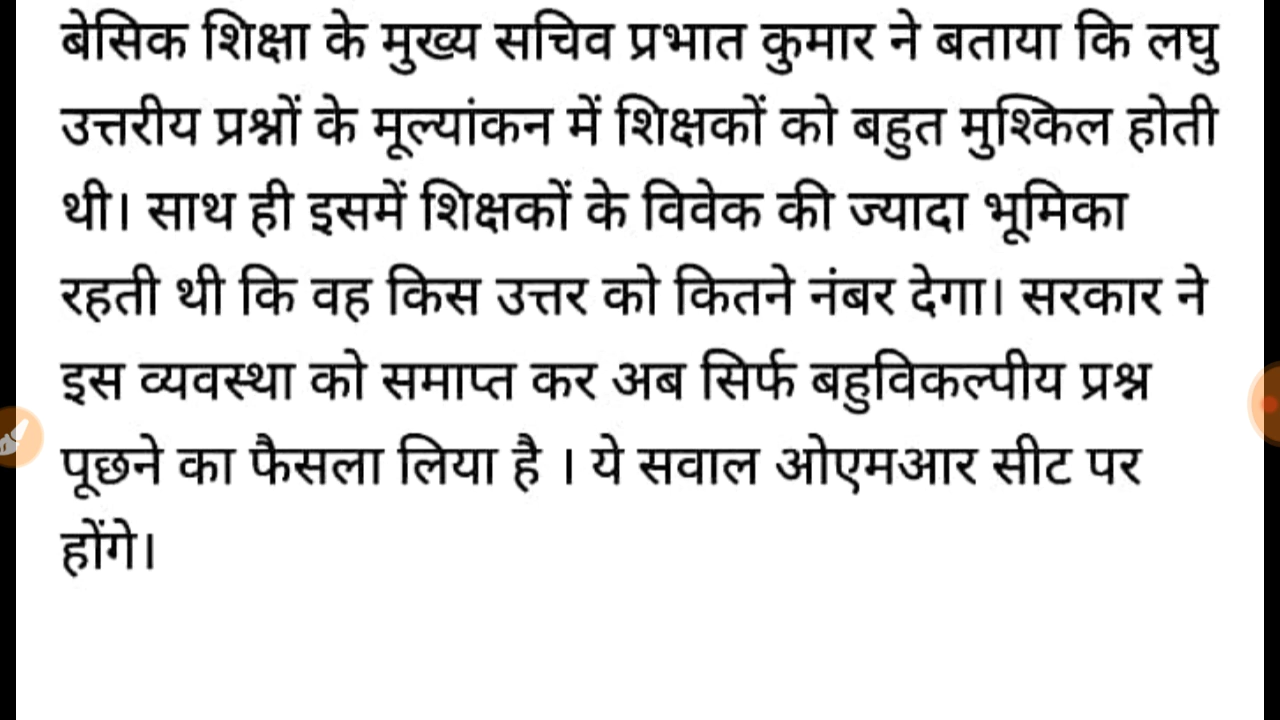 बेसिक शिक्षा के मुख्य सचिव प्रभात कुमार ने बताया कि लघु
उत्तरीय प्रश्नों के मूल्यांकन में शिक्षकों को बहुत मुश्किल होती
थी। साथ ही इसमें शिक्षकों के विवेक की ज्यादा भूमिका
रहती थी कि वह किस उत्तर को कितने नंबर देगा। सरकार ने
इस व्यवस्था को समाप्त कर अब सिर्फ बहुविकल्पीय प्रश्न
पूछने का फैसला लिया है । ये सवाल ओएमआर सीट पर
होंगे।